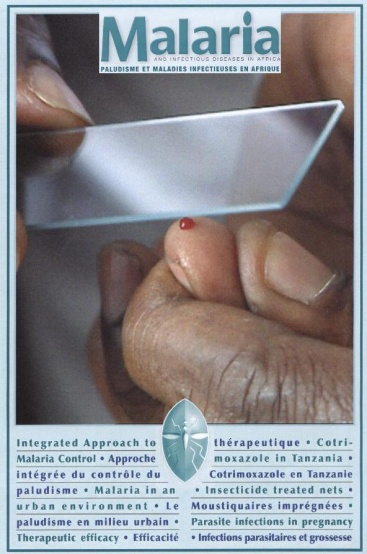 Malaria
AND INFECTIOUS DISEASES IN AFRICA
PALUDISME ET MALADIES INFECTIEUSES EN AFRIQUE
Integrated Approach to
Malaria Control • Approche
intégrée du contrôle du
paludisme • Malaria in an
urban environment • Le
paludisme en milieu urbain •
Therapeutic efficacy • Efficacité
thérapeutique • Cotri-
moxazole in Tanzania •
Cotrimoxazole en Tanzanie
• Insecticide treated nets •
Moustiquaires imprégnées •
Parasite infections in pregnancy
• Infections parasitaires et grossesse